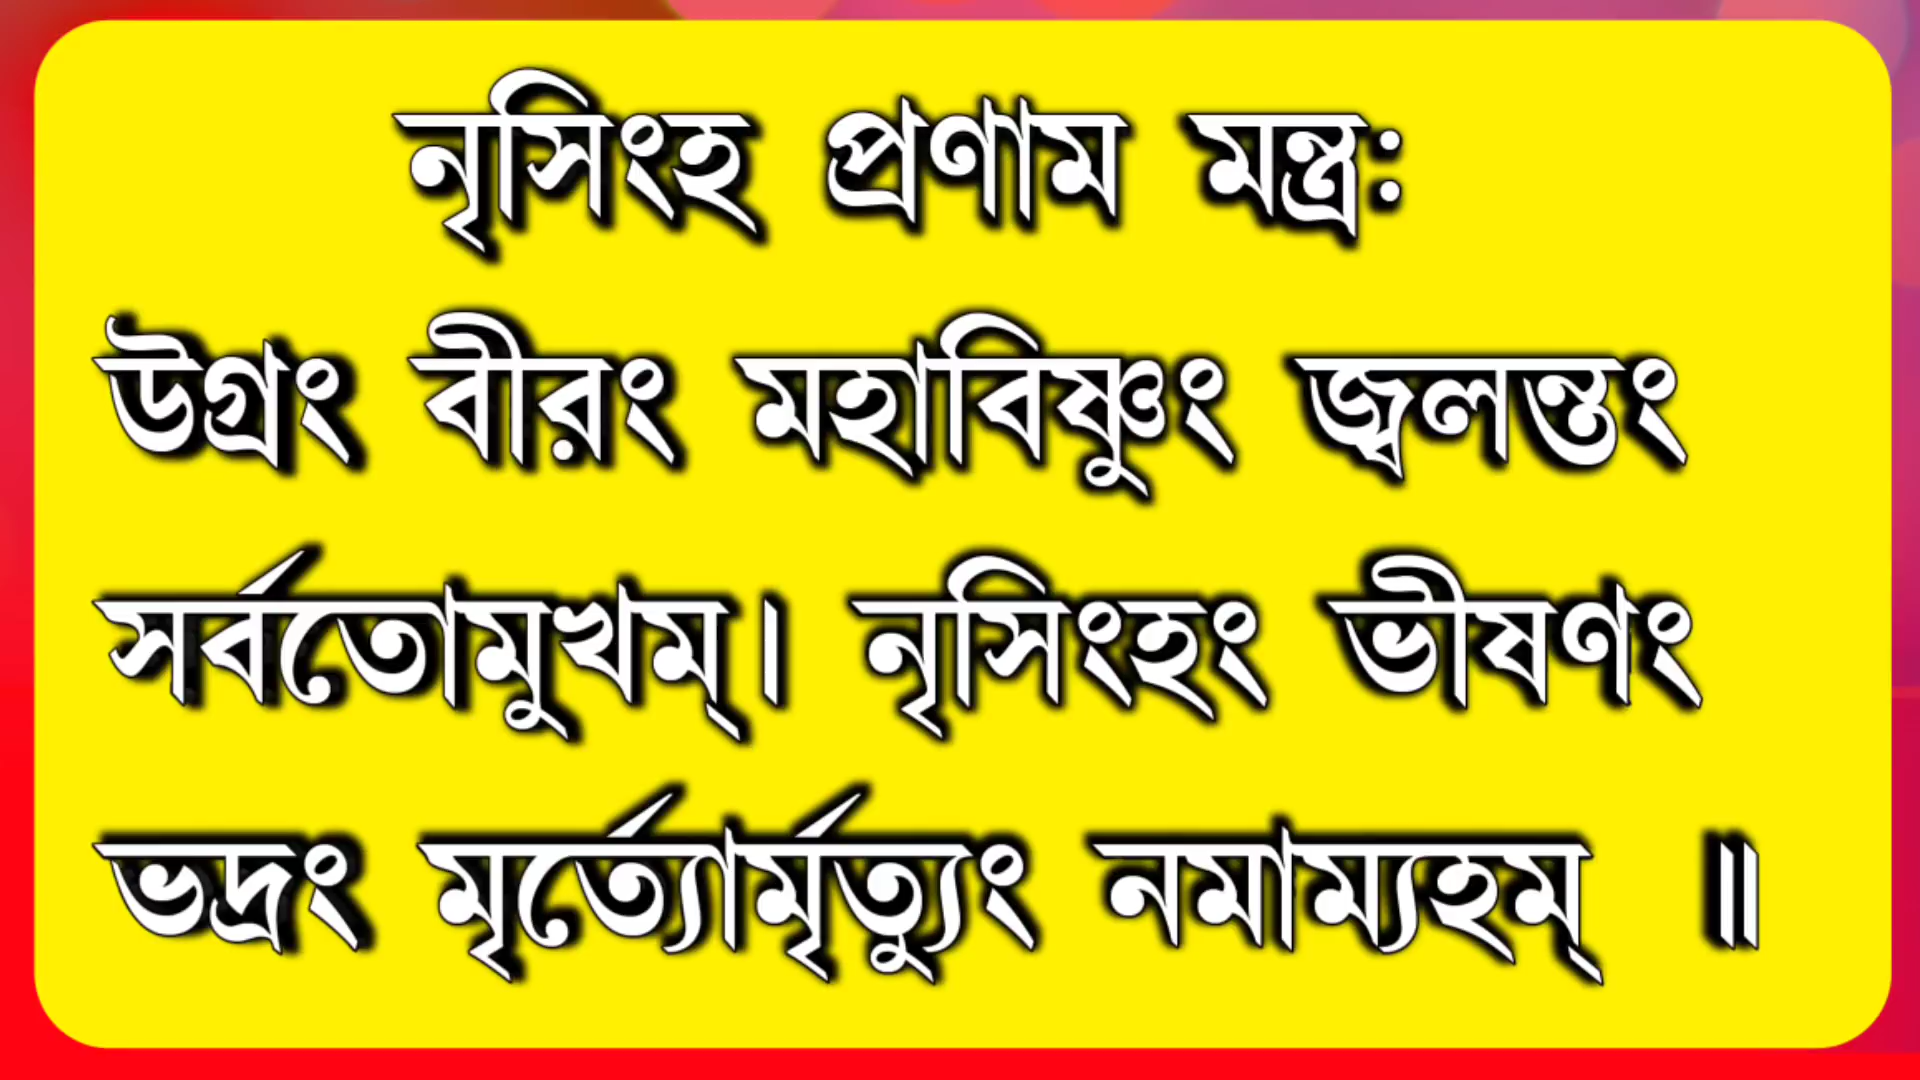 নৃসিংহ প্রণাম মন্ত্র:
উগ্রং বীরং মহাবিষ্ণুং জ্বলন্তং
সর্বতোমুখম্। নৃসিংহং ভীষণং
ভদ্রং মৃর্ত্যোর্মৃত্যুং নমাম্যহম্ ॥